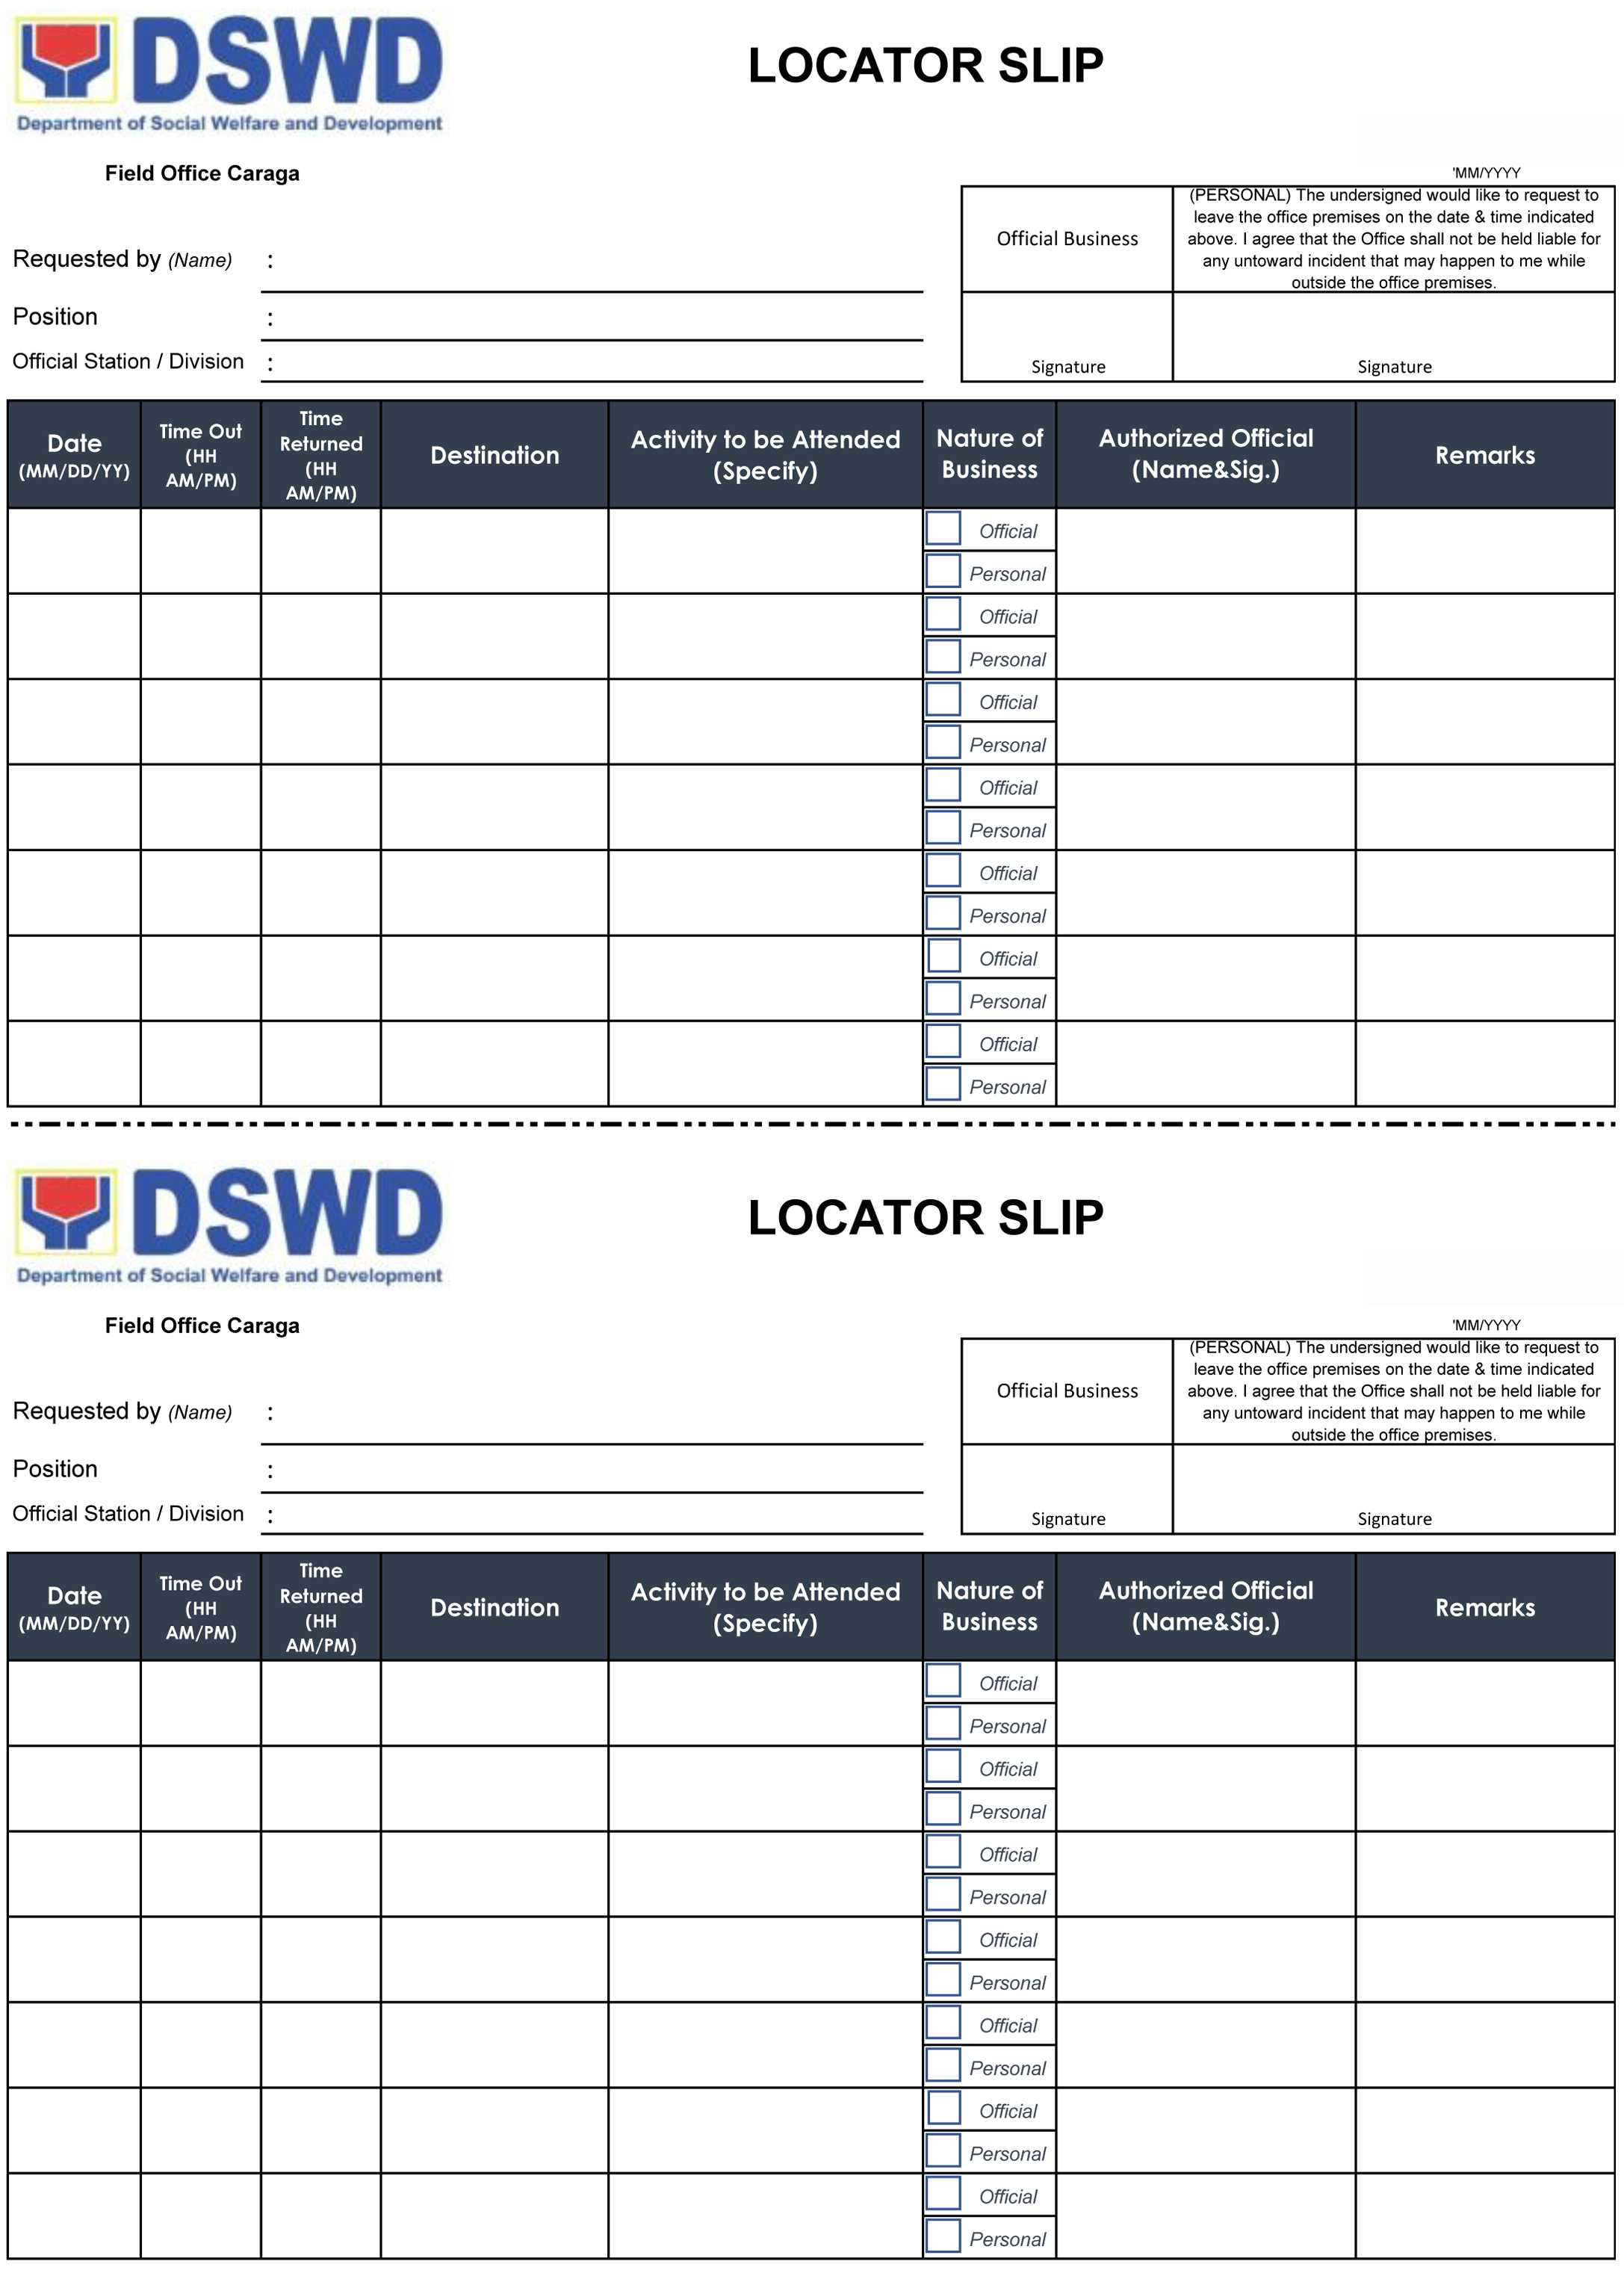 DSWD
Department of Social Welfare and Development
LOCATOR SLIP
Field Office Caraga
'MM/YYYY
Official Business
(PERSONAL) The undersigned would like to request to
leave the office premises on the date & time indicated
above. I agree that the Office shall not be held liable for
any untoward incident that may happen to me while
outside the office premises.
Requested by (Name) :
Position :
Official Station / Division :
Signature
Signature
Date
(MM/DD/YY)
Time Out
(HH
AM/PM)
Time
Returned
(HH
AM/PM)
Destination
Activity to be Attended
(Specify)
Nature of
Business
Authorized Official
(Name&Sig.)
Remarks
Official
Personal
Official
Personal
Official
Personal
Official
Personal
Official
Personal
Official
Personal
Official
Personal
DSWD
Department of Social Welfare and Development
LOCATOR SLIP
Field Office Caraga
'MM/YYYY
Official Business
(PERSONAL) The undersigned would like to request to
leave the office premises on the date & time indicated
above. I agree that the Office shall not be held liable for
any untoward incident that may happen to me while
outside the office premises.
Requested by (Name) :
Position :
Official Station / Division :
Signature
Signature
Date
(MM/DD/YY)
Time Out
(HH
AM/PM)
Time
Returned
(HH
AM/PM)
Destination
Activity to be Attended
(Specify)
Nature of
Business
Authorized Official
(Name&Sig.)
Remarks
Official
Personal
Official
Personal
Official
Personal
Official
Personal
Official
Personal
Official
Personal
Official
Personal